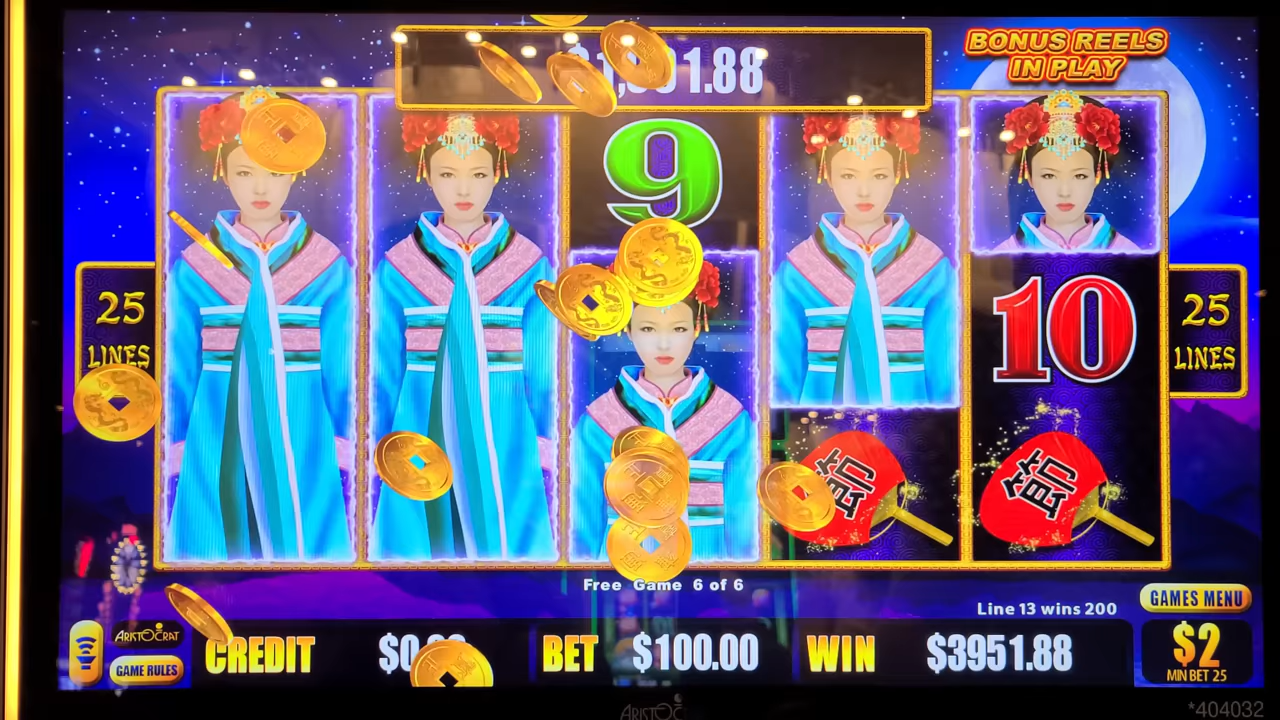 BONUS REELS
IN PLAY
1.88
9
10
25
LINES
25
LINES
Free Game 6 of 6
Line 13 wins 200
GAMES MENU
ARISTOCRAT
GAME RULES
CREDIT
BET $100.00
WIN $3951.88
$2
MIN BET 25
*404032